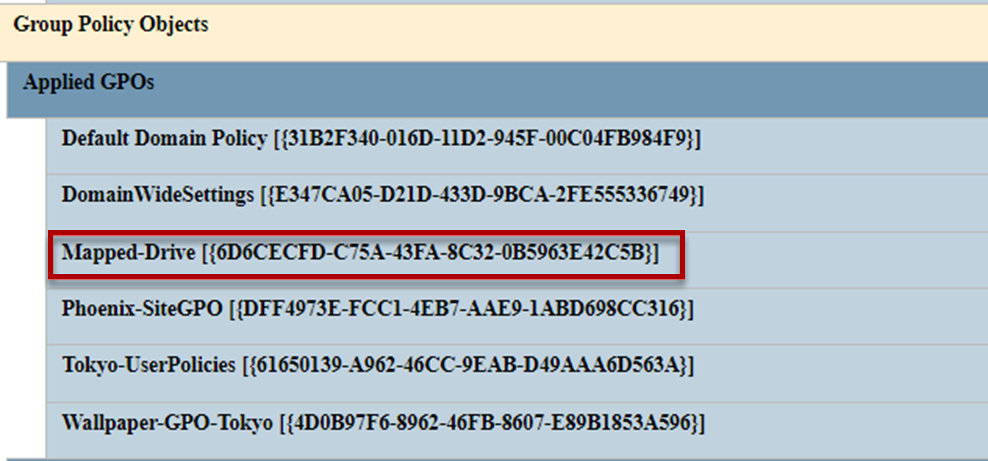 Group Policy Objects
Applied GPOs
Default Domain Policy [{31B2F340-016D-11D2-945F-00C04FB984F9}]
DomainWideSettings [{E347CA05-D21D-433D-9BCA-2FE555336749}]
Mapped-Drive [{6D6CECFD-C75A-43FA-8C32-0B5963E42C5B}]
Phoenix-SiteGPO [{DFF4973E-FCC1-4EB7-AAE9-1ABD698CC316}]
Tokyo-UserPolicies [{61650139-A962-46CC-9EAB-D49AAA6D563A}]
Wallpaper-GPO-Tokyo [{4D0B97F6-8962-46FB-8607-E89B1853A596}]